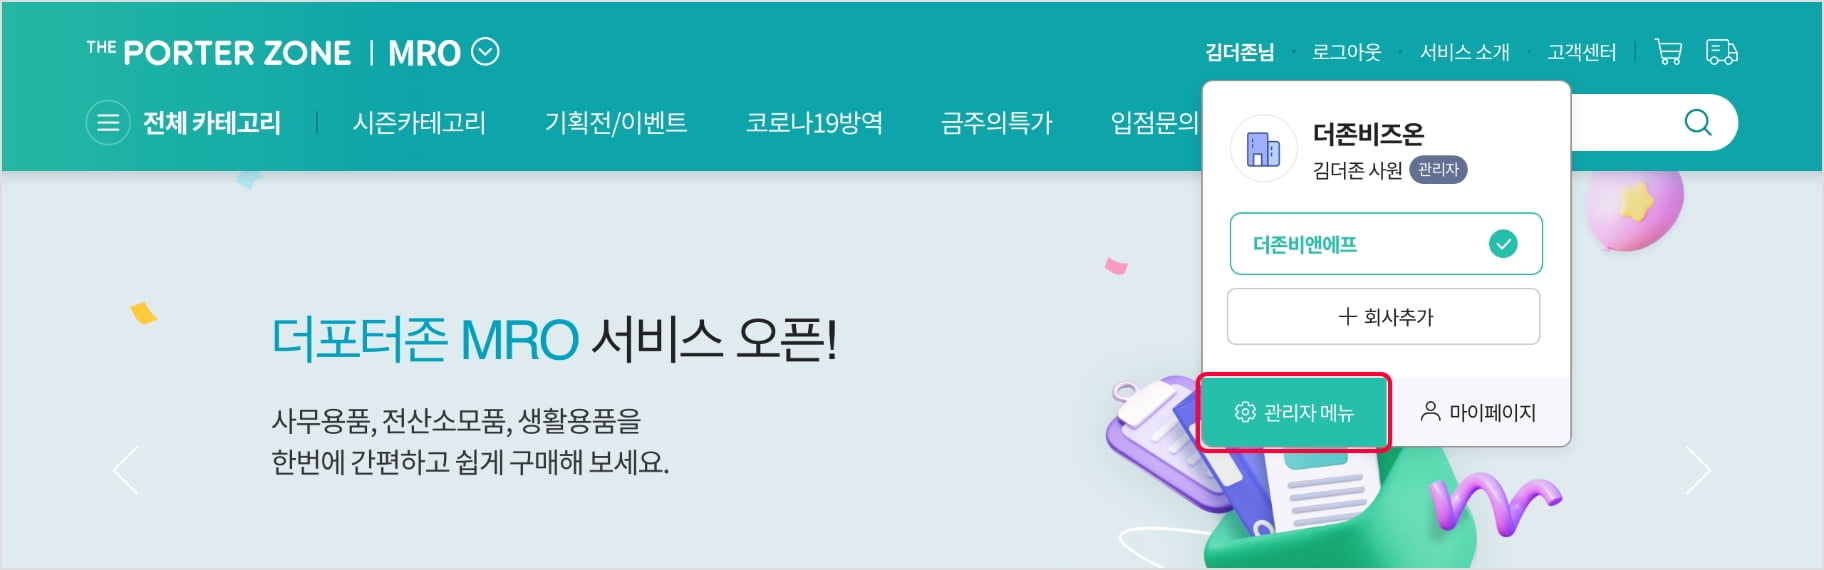 THE PORTER ZONE | MRO
김더존님 · 로그아웃 · 서비스 소개 · 고객센터
전체 카테고리 | 시즌카테고리 기획전/이벤트 코로나19방역 금주의특가 입점문의
더존비즈온
김더존 사원 관리자
더존비앤에프
+ 회사추가
관리자 메뉴 마이페이지
더포터존 MRO 서비스 오픈!
사무용품, 전산소모품, 생활용품을
한번에 간편하고 쉽게 구매해 보세요.